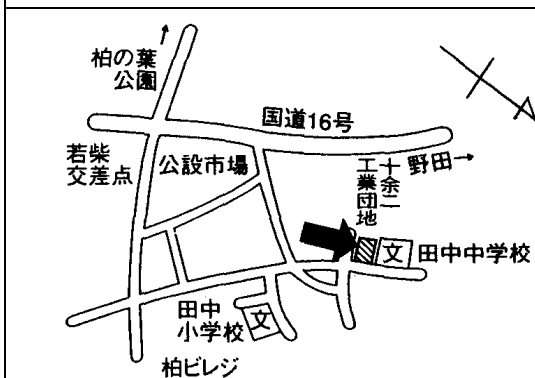 柏の葉
公園
国道16号
若柴
交差点
公設市場
十余二
工業団地
野田→
文
田中中学校
田中
小学校
文
柏ビレジ